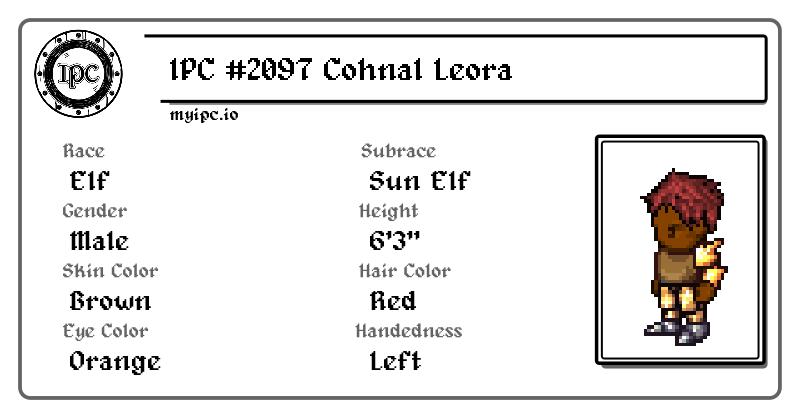 IPC
IPC #2097 Cohnal Leora
myipc.io
Race
Elf
Subrace
Sun Elf
Gender
Male
Height
6'3"
Skin Color
Brown
Hair Color
Red
Eye Color
Orange
Handedness
Left